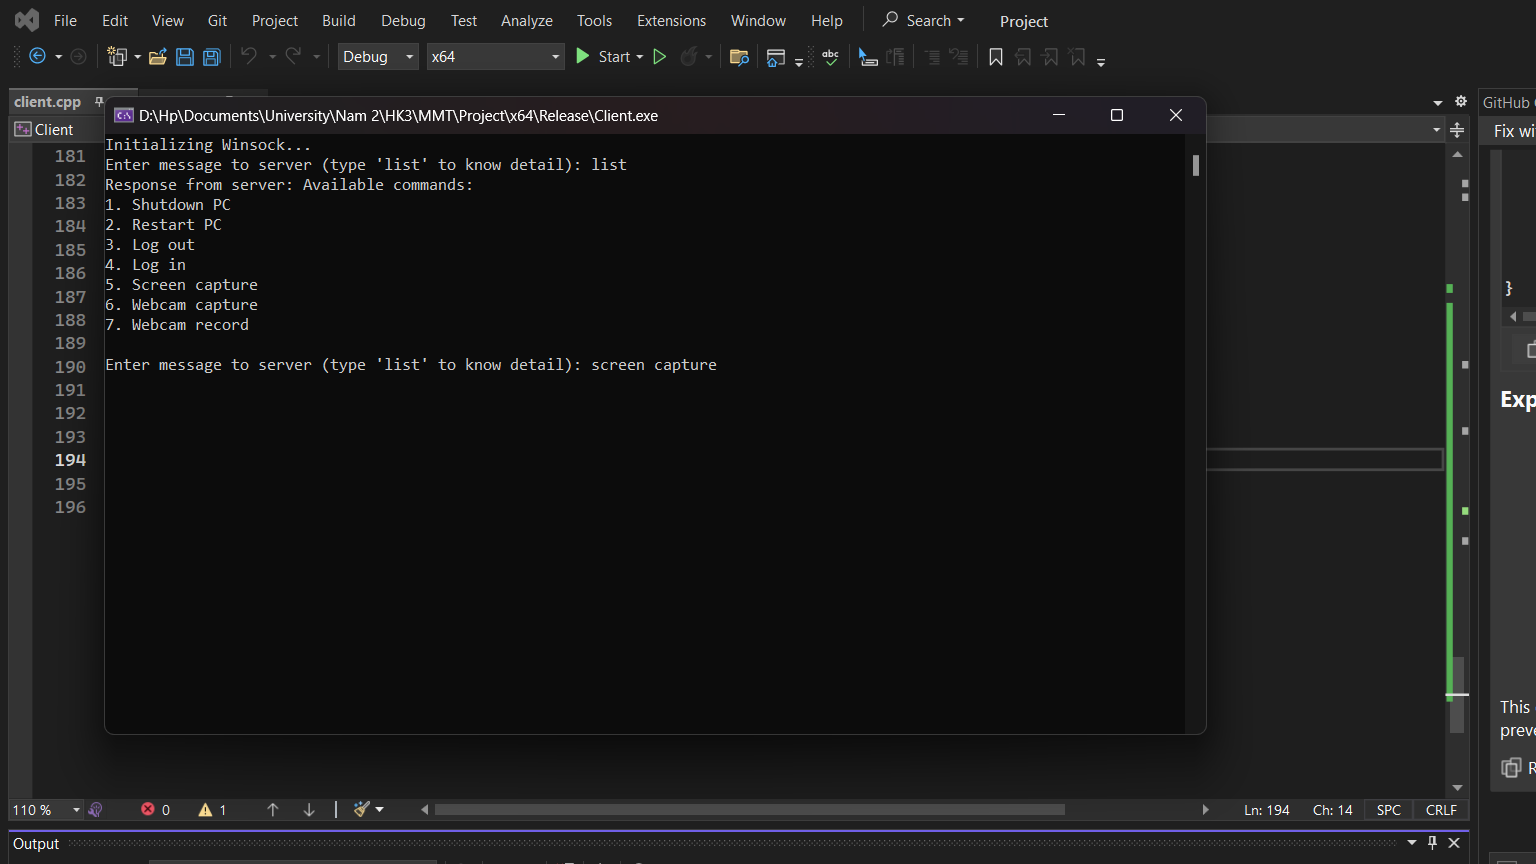 File Edit View Git Project Build Debug Test Analyze Tools Extensions Window Help Search Project
Debug x64 Start abc
client.cpp
GitHub
Client
Fix
D:\Hp\Documents\University\Nam 2\HK3\MMT\Project\x64\Release\Client.exe
Initializing Winsock...
Enter message to server (type 'list' to know detail): list
Response from server: Available commands:
1. Shutdown PC
2. Restart PC
3. Log out
4. Log in
5. Screen capture
6. Webcam capture
7. Webcam record
Enter message to server (type 'list' to know detail): screen capture
181
182
183
184
185
186
187
188
189
190
191
192
193
194
195
196
}
Exp
This
prev
R
110 % 0 1 Ln: 194 Ch: 14 SPC CRLF
Output